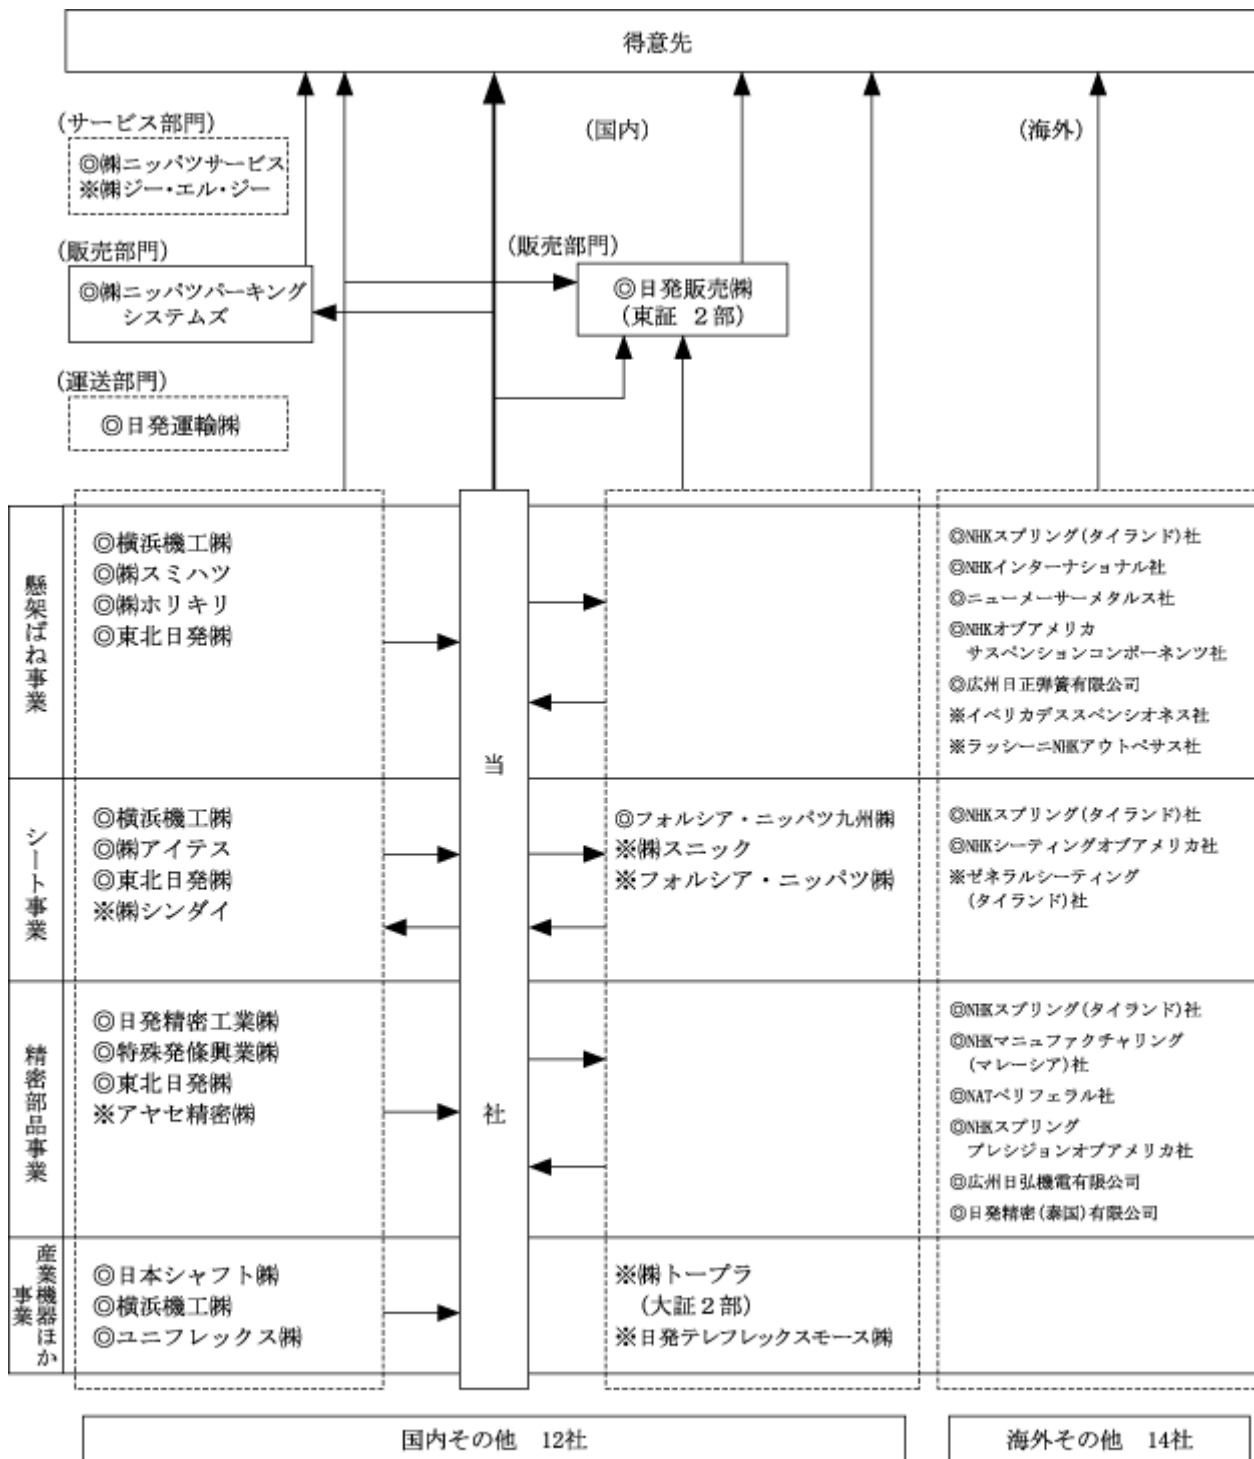 得意先
(サービス部門)
◎㈱ニッパツサービス
※㈱ジー・エル・ジー
(国内)
(海外)
(販売部門)
◎㈱ニッパツパーキング
システムズ
(販売部門)
◎日発販売㈱
(東証 2部)
(運送部門)
◎日発運輸㈱
懸架ばね事業
◎横浜機工㈱
◎㈱スミハツ
◎㈱ホリキリ
◎東北日発㈱
当社
◎NHKスプリング(タイランド)社
◎NHKインターナショナル社
◎ニューメーサーメタルス社
◎NHKオブアメリカ
サスペンションコンポーネンツ社
◎広州日正弾簧有限公司
※イベリカデススペンシオネス社
※ラッシーニNHKアウトペサス社
シート事業
◎横浜機工㈱
◎㈱アイテス
◎東北日発㈱
※㈱シンダイ
◎フォルシア・ニッパツ九州㈱
※㈱スニック
※フォルシア・ニッパツ㈱
◎NHKスプリング(タイランド)社
◎NHKシーティングオブアメリカ社
※ゼネラルシーティング
(タイランド)社
精密部品事業
◎日発精密工業㈱
◎特殊発條興業㈱
◎東北日発㈱
※アヤセ精密㈱
◎NHKスプリング(タイランド)社
◎NHKマニュファクチャリング
(マレーシア)社
◎NATペリフェラル社
◎NHKスプリング
プレシジョンオブアメリカ社
◎広州日弘機電有限公司
◎日発精密(泰国)有限公司
産業機器ほか
事業
◎日本シャフト㈱
◎横浜機工㈱
◎ユニフレックス㈱
※㈱トープラ
(大証2部)
※日発テレフレックスモース㈱
国内その他 12社
海外その他 14社